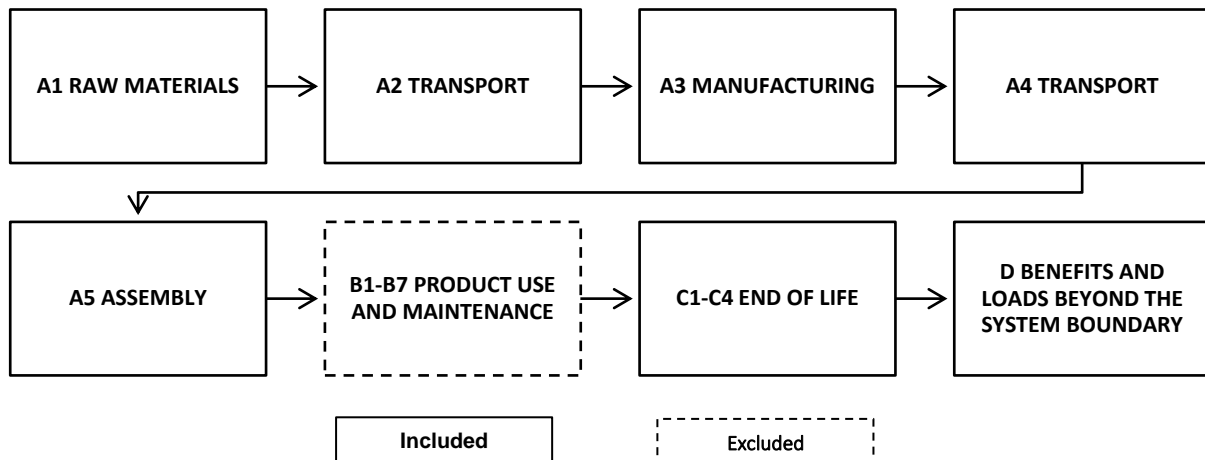 A1 RAW MATERIALS
A2 TRANSPORT
A3 MANUFACTURING
A4 TRANSPORT
A5 ASSEMBLY
B1-B7 PRODUCT USE
AND MAINTENANCE
C1-C4 END OF LIFE
D BENEFITS AND
LOADS BEYOND THE
SYSTEM BOUNDARY
Included
Excluded